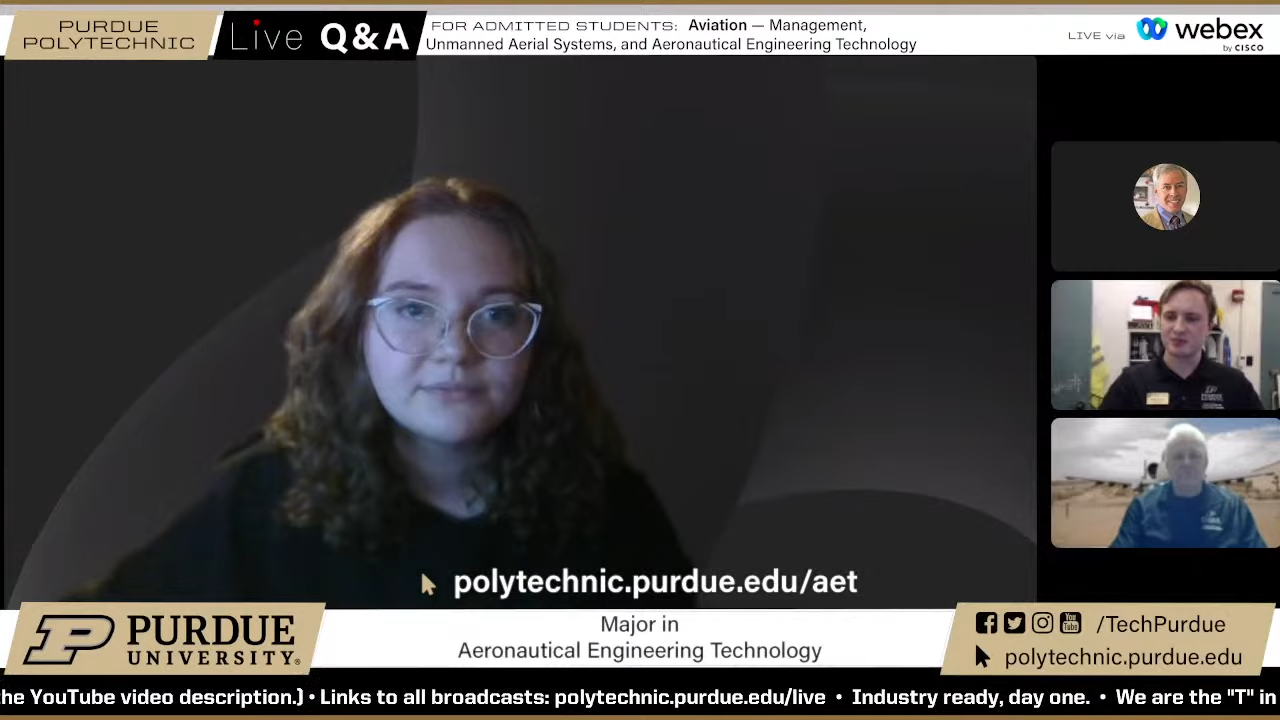 PURDUE
POLYTECHNIC
Live Q&A
FOR ADMITTED STUDENTS: Aviation — Management,
Unmanned Aerial Systems, and Aeronautical Engineering Technology
LIVE via webex
by CISCO
polytechnic.purdue.edu/aet
P PURDUE
UNIVERSITY®
Major in
Aeronautical Engineering Technology
You
Tube
/TechPurdue
polytechnic.purdue.edu
he YouTube video description.) • Links to all broadcasts: polytechnic.purdue.edu/live • Industry ready, day one. • We are the "T" in